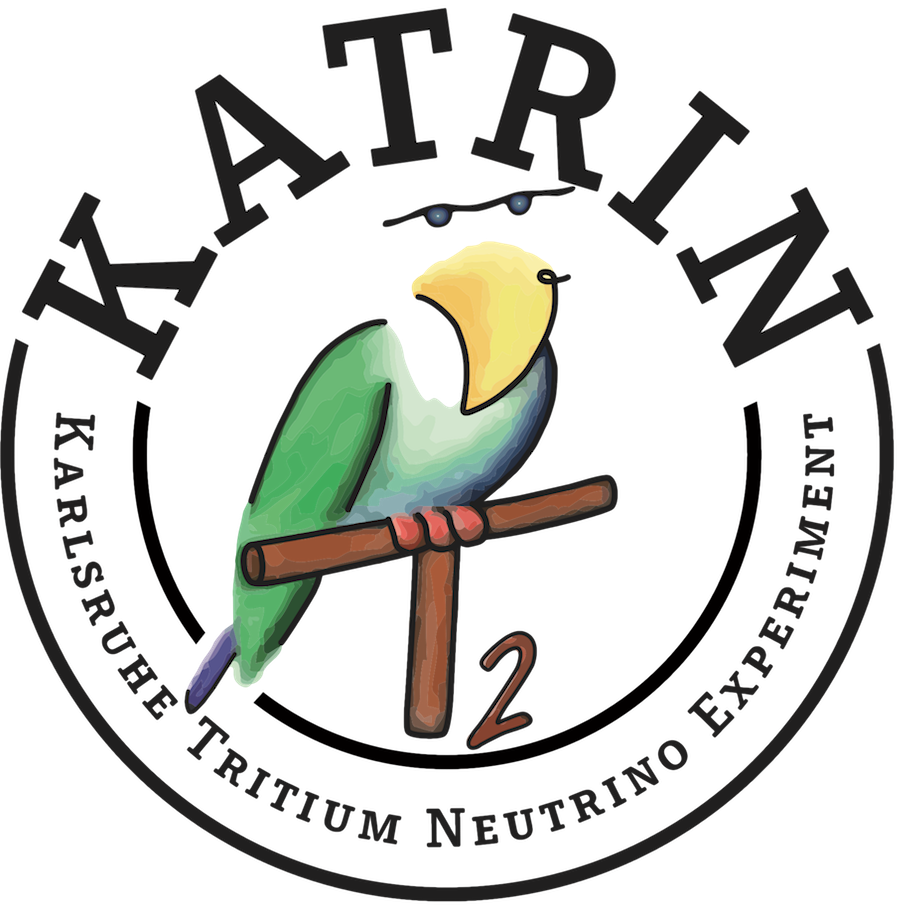 KATRIN
2
KARLSRUHE TRITIUM NEUTRINO EXPERIMENT